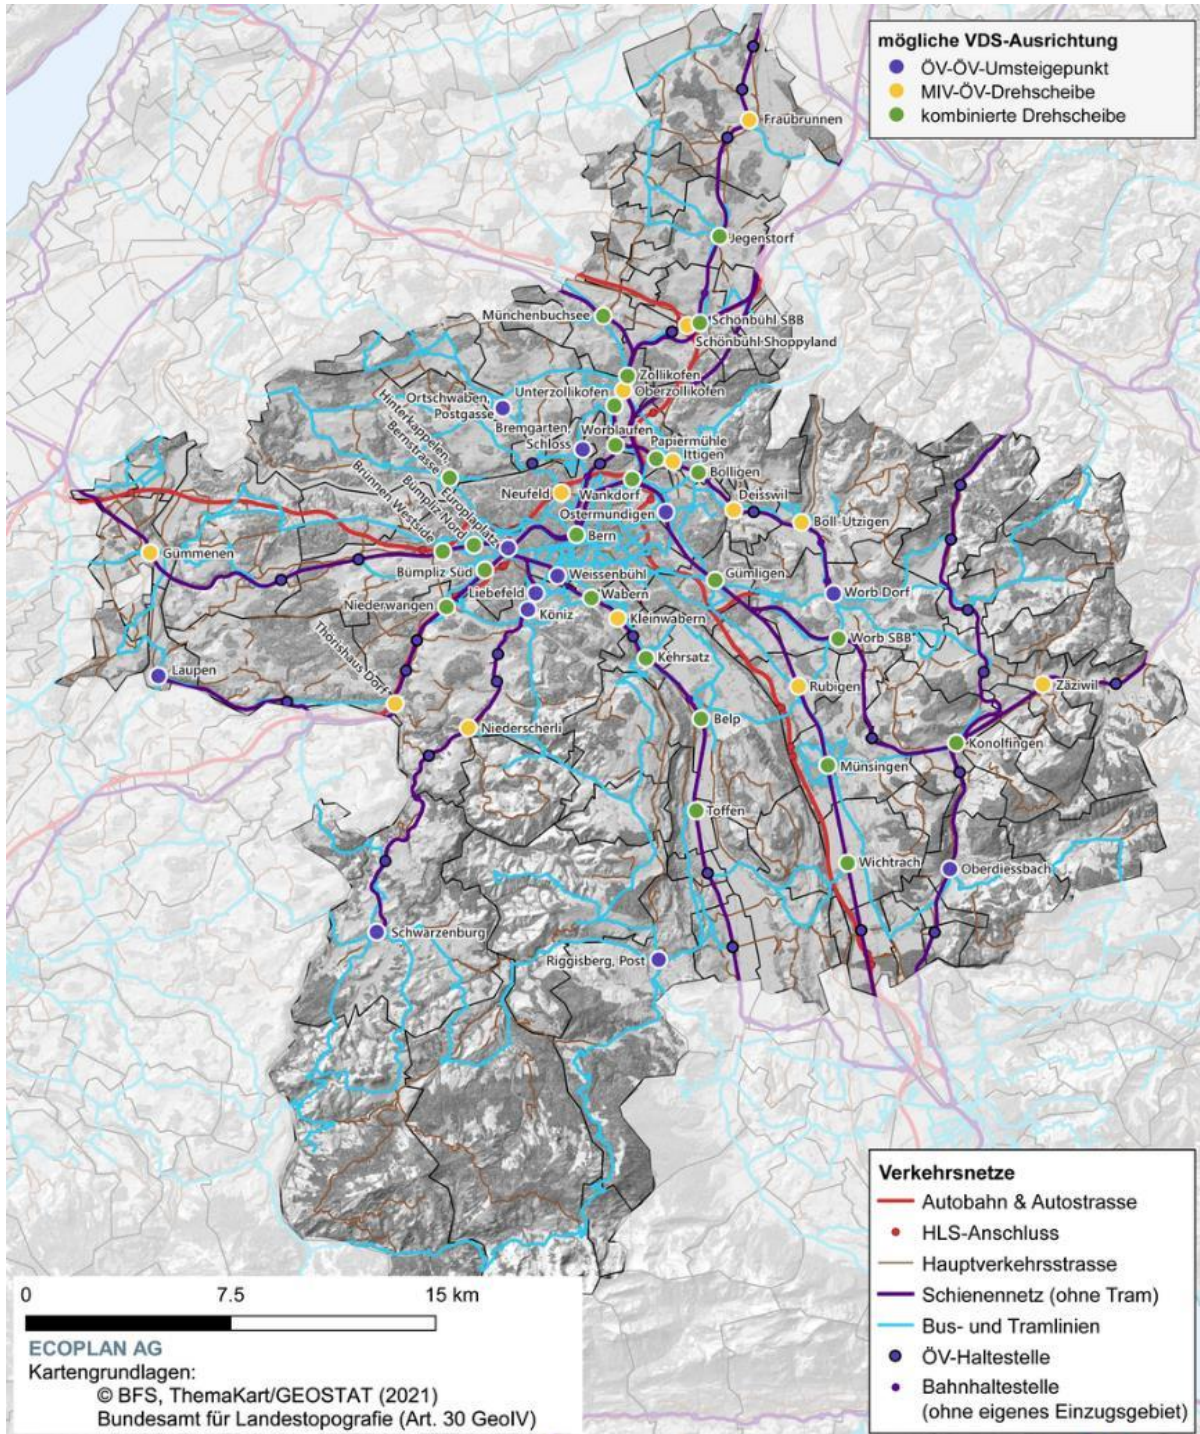 mögliche VDS-Ausrichtung
ÖV-ÖV-Umsteigepunkt
MIV-ÖV-Drehscheibe
kombinierte Drehscheibe
Fraübrunnen
Jegenstorf
Münchenbuchsee
Schönbühl SBB
Schönbühl Shoppyland
Zollikofen
Unterzollikofen
Oberzollikofen
Ortschwaben,
Postgasse
Bremgarten,
Schloss
Worblaufen
Papiermühle
Ittigen
Bolligen
Hinterkappelen,
Bernstrasse
Neufeld
Wankdorf
Deisswil
Ostermundigen
Boll-Utzigen
Brünnen Westside
Bümpliz Nord
Europaplatz
Bern
Gümmenen
Bümpliz Süd
Weissenbühl
Gümligen
Liebefeld
Wabern
Worb Dorf
Niederwangen
Köniz
Kleinwabern
Worb SBB
Kehrsatz
Laupen
Thörishaus Dorf
Rubigen
Zäziwil
Niederscherli
Belp
Konolfingen
Münsingen
Toffen
Wichtrach
Oberdiessbach
Schwarzenburg
Riggisberg, Post
Verkehrsnetze
Autobahn & Autostrasse
HLS-Anschluss
Hauptverkehrsstrasse
Schienennetz (ohne Tram)
Bus- und Tramlinien
ÖV-Haltestelle
Bahnhaltestelle
(ohne eigenes Einzugsgebiet)
0 7.5 15 km
ECOPLAN AG
Kartengrundlagen:
© BFS, ThemaKart/GEOSTAT (2021)
Bundesamt für Landestopografie (Art. 30 GeoIV)